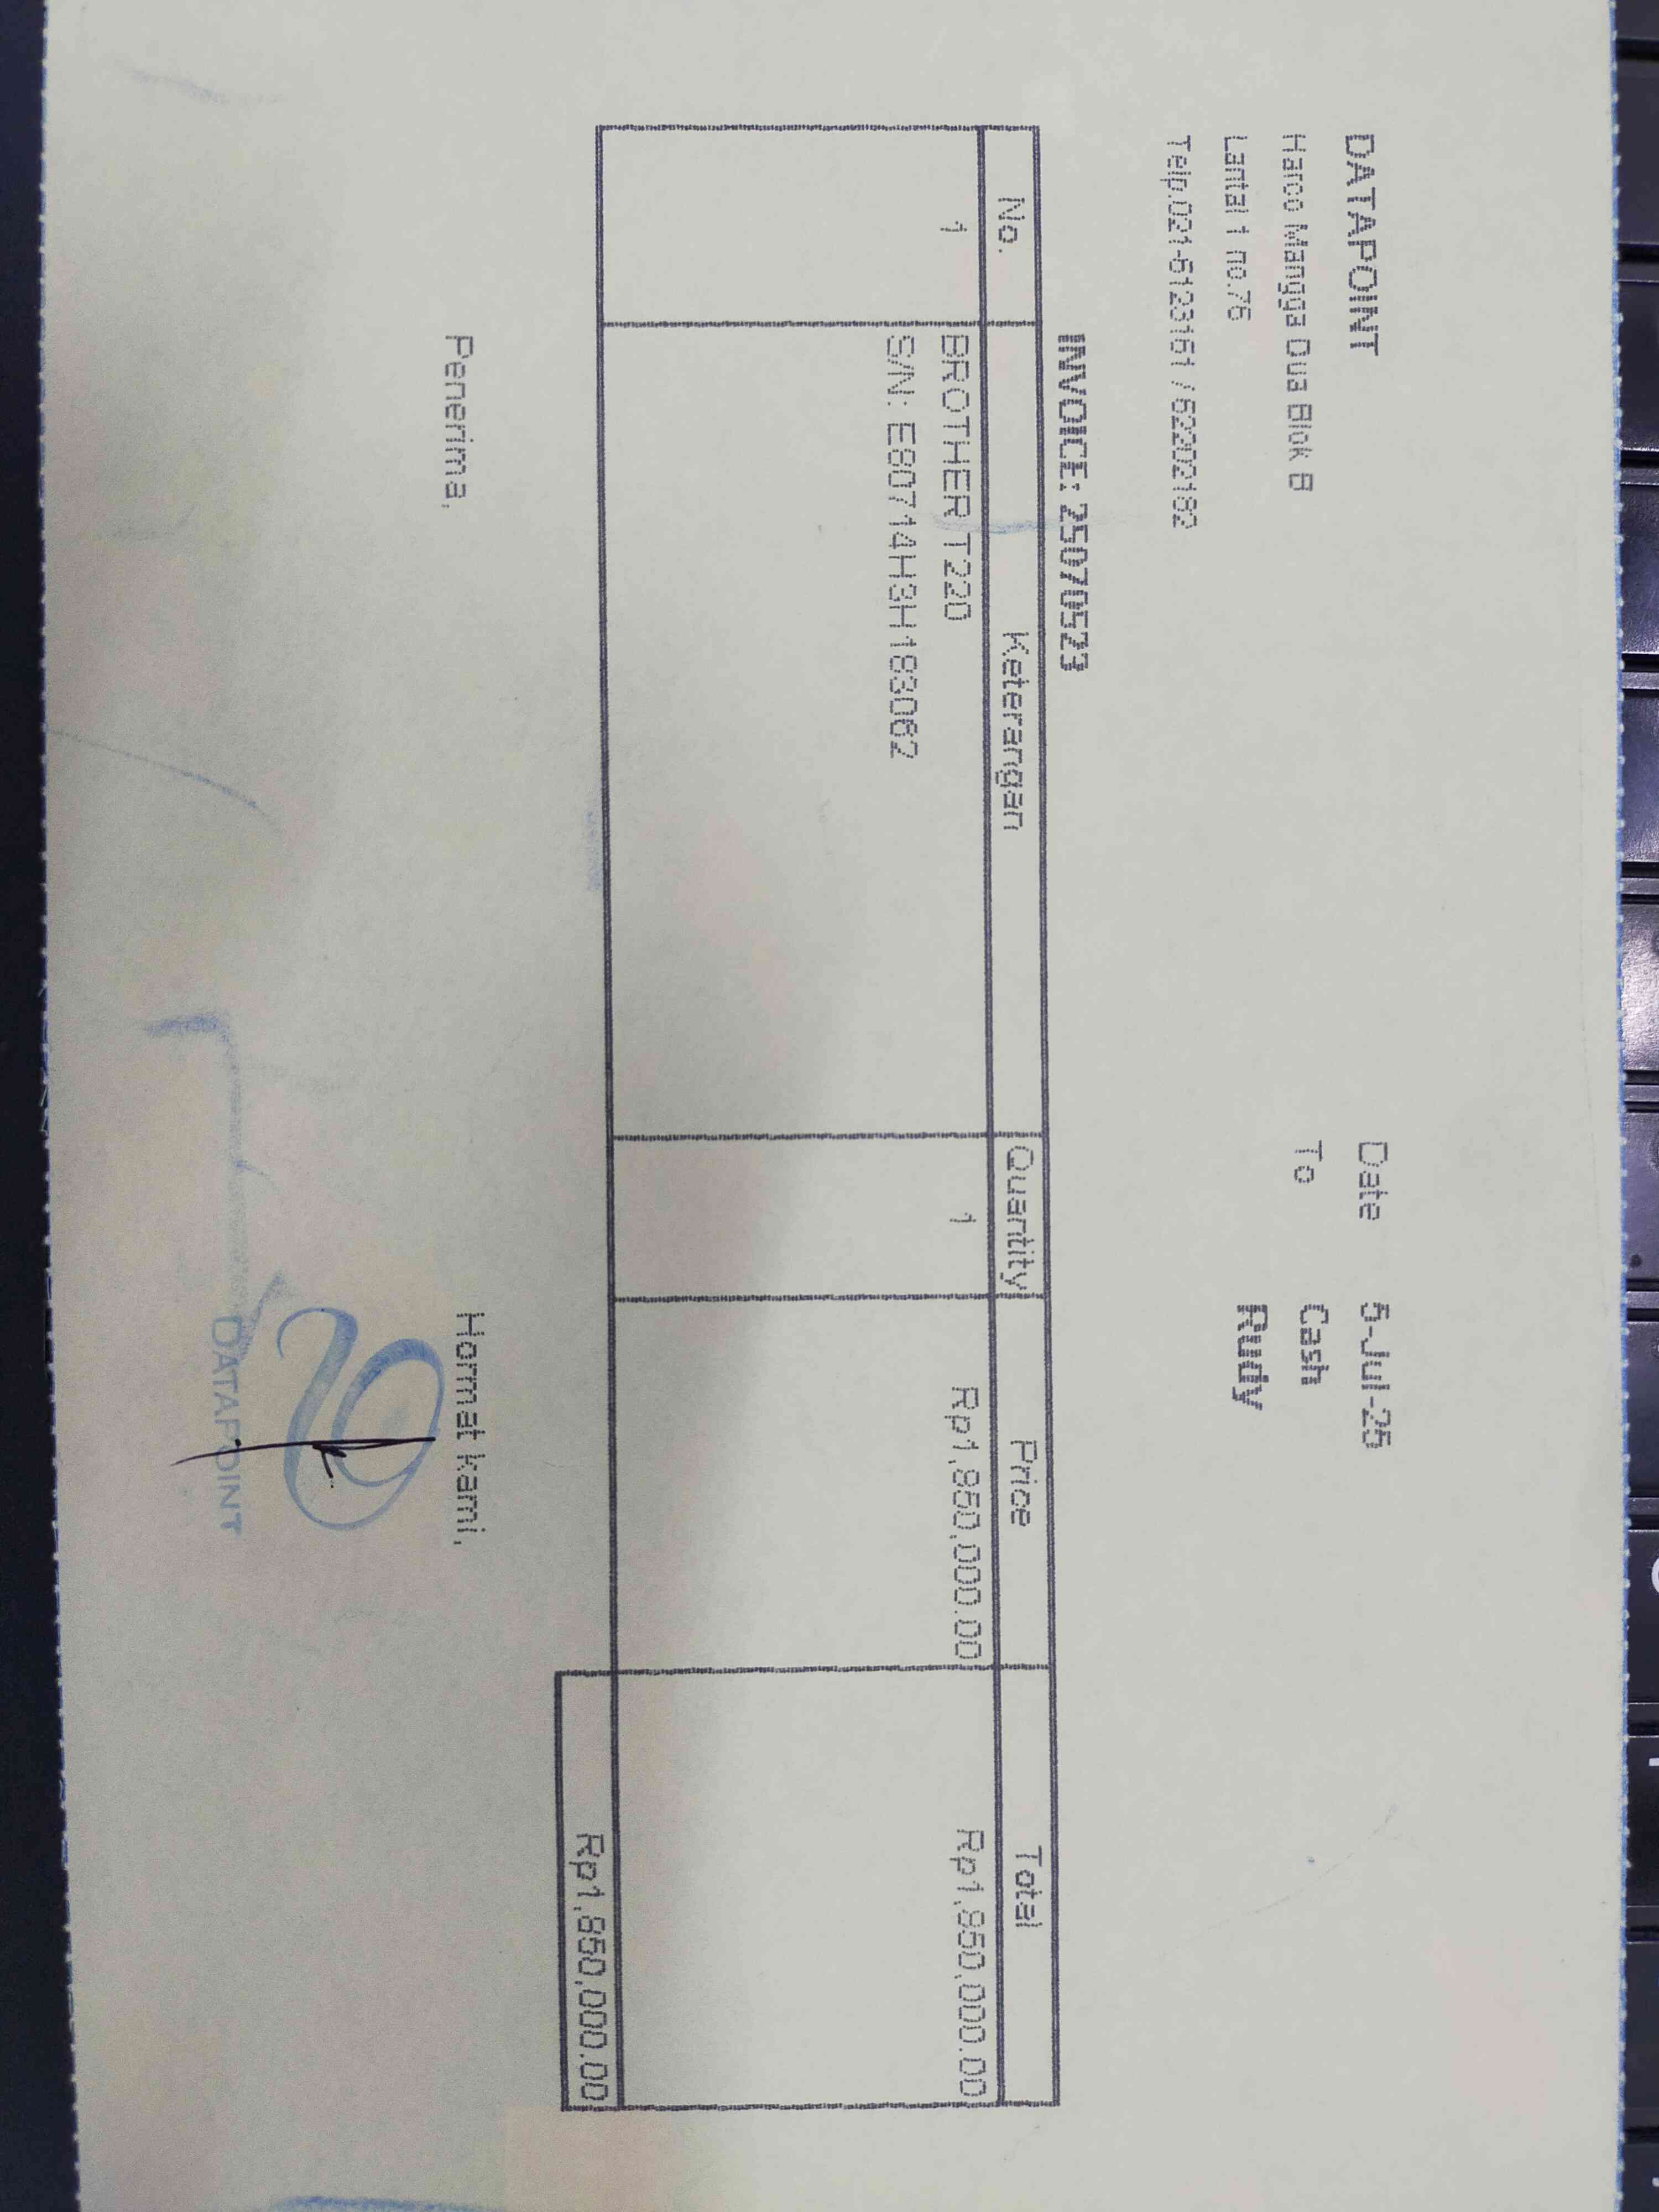 DATAPOINT
Harco Mangga Dua Blok B
Lantai 1 no.76
Telp.021-6123161 / 62202182
Date 5-Jul-25
To Cash
Rudy
INVOICE: 25070523
No. Keterangan Quantity Price Total
1 BROTHER T220 1 Rp1,850,000.00 Rp1,850,000.00
S/N: E80714H3H183062
Rp1,850,000.00
Penerima, Hormat kami,
DATAPOINT